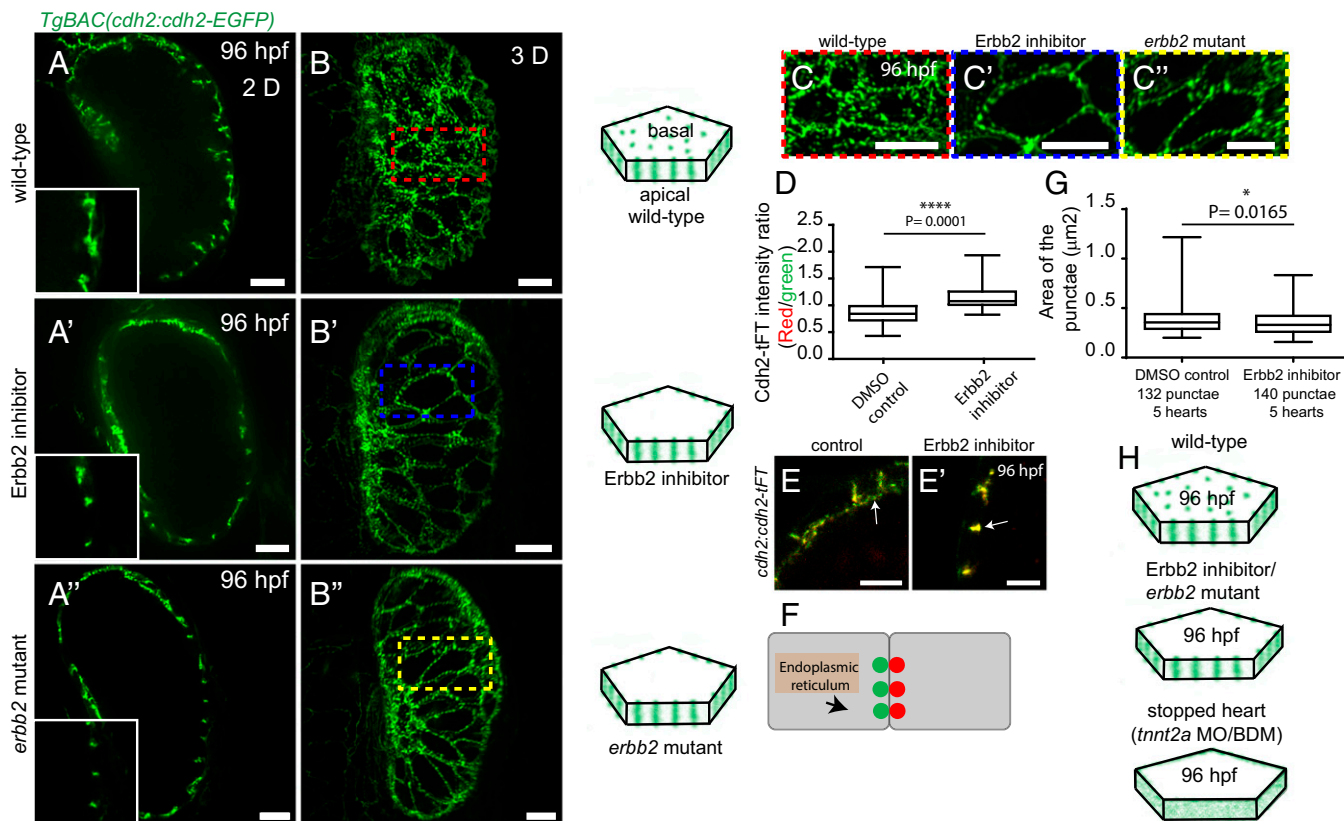 TgBAC(cdh2:cdh2-EGFP)
A
96 hpf
2 D
B
3 D
wild-type
basal
apical
wild-type
A'
96 hpf
B'
Erbb2 inhibitor
Erbb2 inhibitor
A''
96 hpf
B''
erbb2 mutant
erbb2 mutant
wild-type
Erbb2 inhibitor
erbb2 mutant
C
96 hpf
C'
C''
D
Cdh2-tFT intensity ratio
(Red/green)
****
P= 0.0001
2.5
2.0
1.5
1.0
0.5
0.0
DMSO
control
Erbb2
inhibitor
G
Area of the
punctae (μm2)
*
P= 0.0165
1.5
1.0
0.5
0.0
DMSO control
132 punctae
5 hearts
Erbb2 inhibitor
140 punctae
5 hearts
control
Erbb2 inhibitor
cdh2:cdh2-tFT
E
E'
96 hpf
F
Endoplasmic
reticulum
H
wild-type
96 hpf
Erbb2 inhibitor/
erbb2 mutant
96 hpf
stopped heart
(tnnt2a MO/BDM)
96 hpf